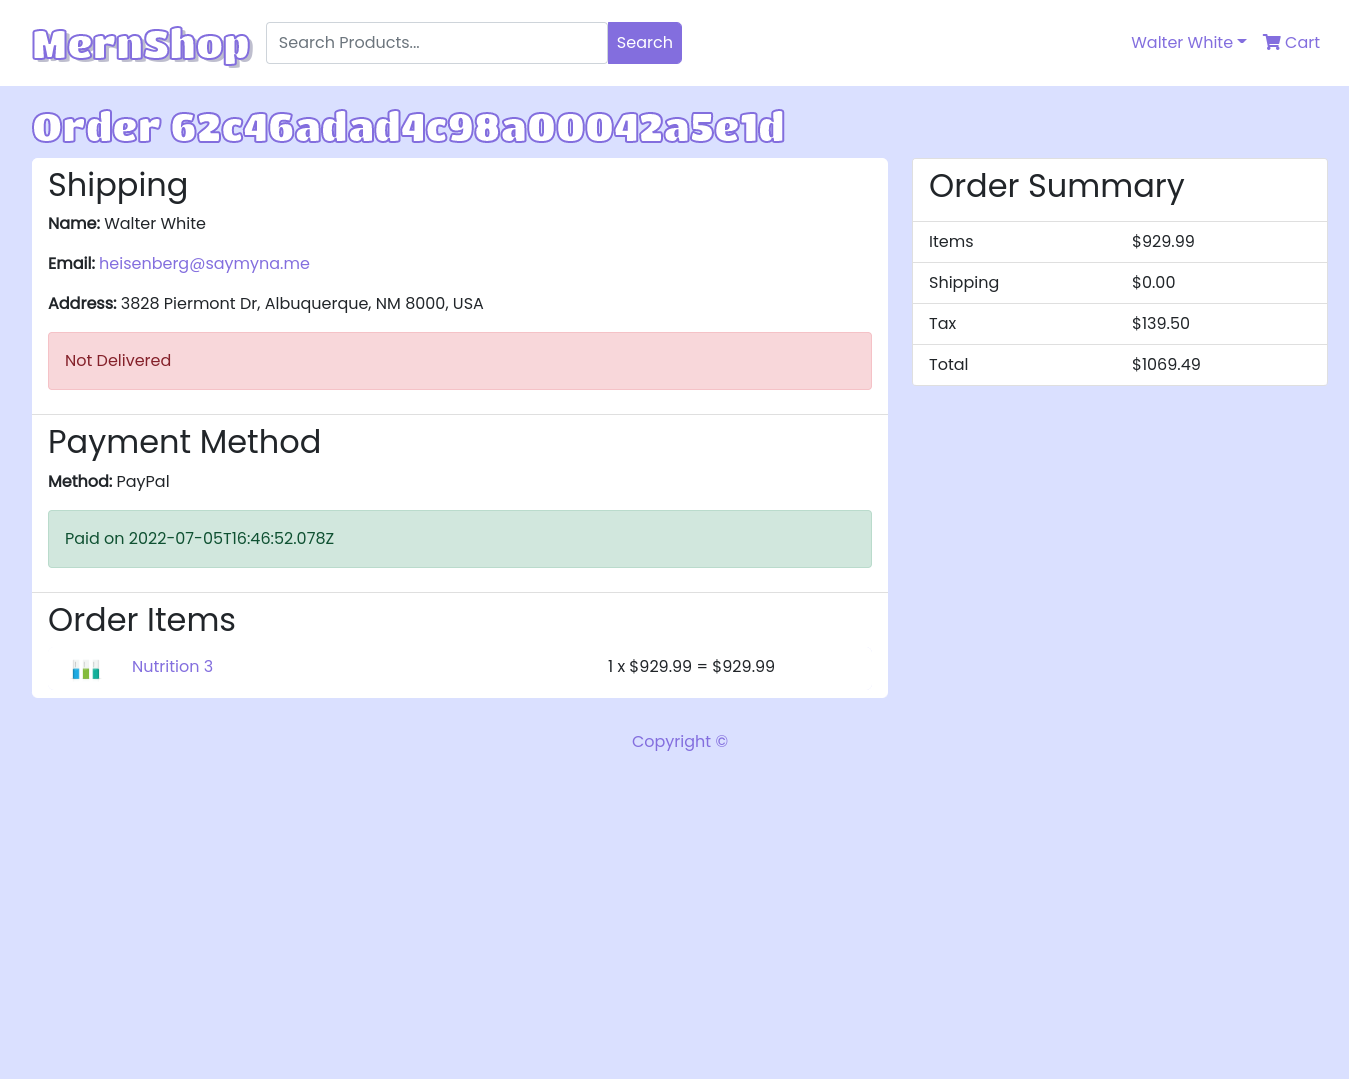 MernShop
Search Products...
Search
Walter White
Cart
Order 62c46adad4c98a00042a5e1d
Shipping
Name: Walter White
Email: heisenberg@saymyna.me
Address: 3828 Piermont Dr, Albuquerque, NM 8000, USA
Not Delivered
Payment Method
Method: PayPal
Paid on 2022-07-05T16:46:52.078Z
Order Items
Nutrition 3 1 x $929.99 = $929.99
Order Summary
Items $929.99
Shipping $0.00
Tax $139.50
Total $1069.49
Copyright ©